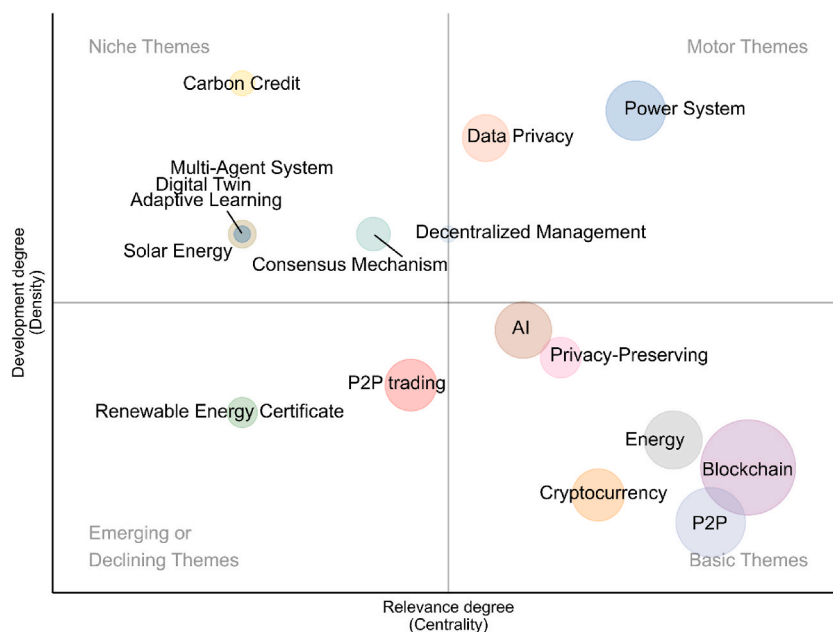 Niche Themes
Motor Themes
Carbon Credit
Power System
Data Privacy
Multi-Agent System
Digital Twin
Adaptive Learning
Solar Energy
Consensus Mechanism
Decentralized Management
Development degree
(Density)
AI
Privacy-Preserving
P2P trading
Renewable Energy Certificate
Energy
Blockchain
Cryptocurrency
P2P
Emerging or
Declining Themes
Basic Themes
Relevance degree
(Centrality)